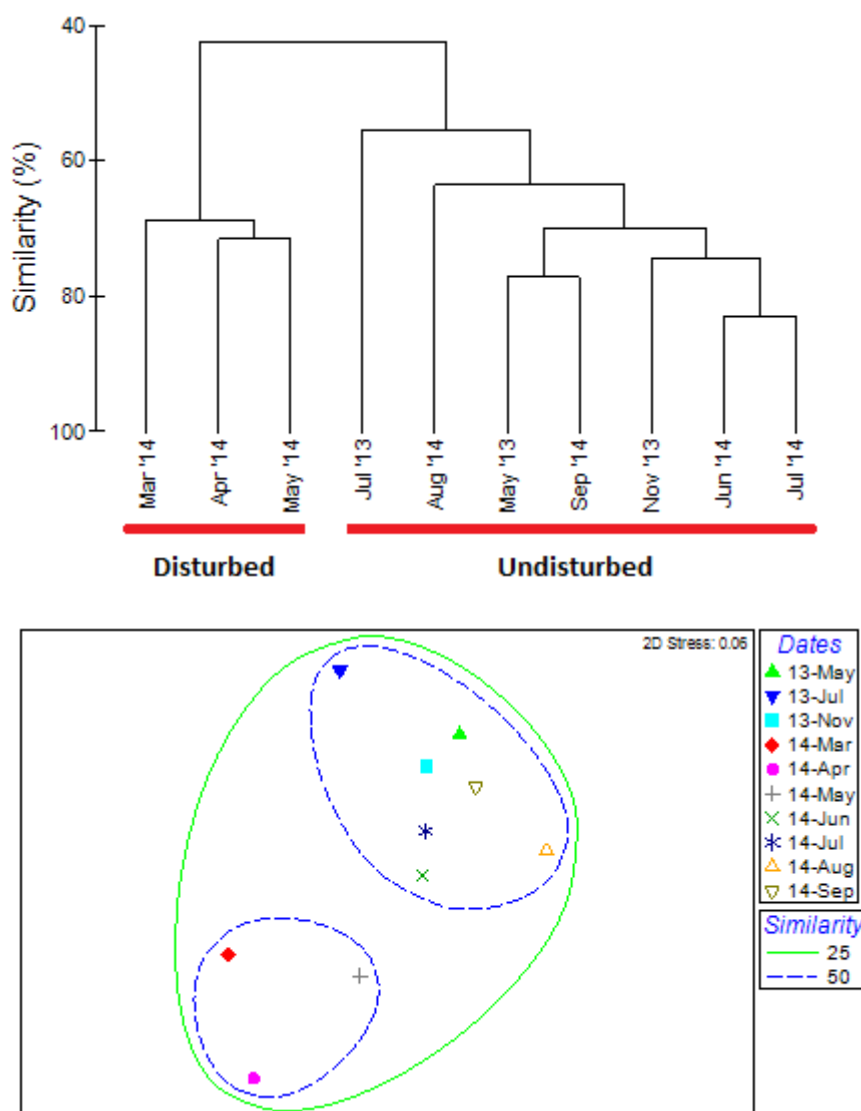 40
60
80
100
Similarity (%)
Mar '14
Apr '14
May '14
Jul '13
Aug '14
May '13
Sep '14
Nov '13
Jun '14
Jul '14
Disturbed
Undisturbed
2D Stress: 0.06
Dates
13-May
13-Jul
13-Nov
14-Mar
14-Apr
14-May
14-Jun
14-Jul
14-Aug
14-Sep
Similarity
25
50